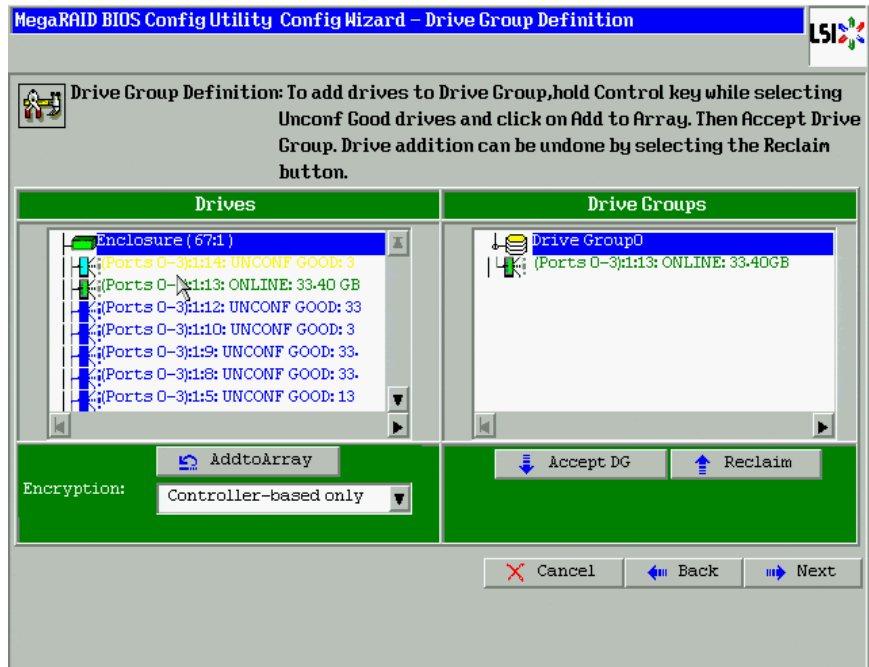 MegaRAID BIOS Config Utility Config Wizard – Drive Group Definition
LSI
Drive Group Definition: To add drives to Drive Group,hold Control key while selecting
Unconf Good drives and click on Add to Array. Then Accept Drive
Group. Drive addition can be undone by selecting the Reclaim
button.
Drives
Enclosure (67:1)
(Ports 0-3):1:14: UNCONF GOOD: 3
(Ports 0-3):1:13: ONLINE: 33.40 GB
(Ports 0-3):1:12: UNCONF GOOD: 33
(Ports 0-3):1:10: UNCONF GOOD: 3
(Ports 0-3):1:9: UNCONF GOOD: 33.
(Ports 0-3):1:8: UNCONF GOOD: 33.
(Ports 0-3):1:5: UNCONF GOOD: 13
AddtoArray
Encryption:
Controller-based only
Drive Groups
Drive Group0
(Ports 0-3):1:13: ONLINE: 33.40GB
Accept DG
Reclaim
Cancel
Back
Next